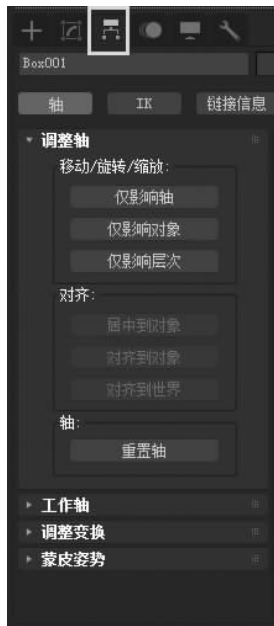 Box001
轴 IK 链接信息
调整轴
移动/旋转/缩放:
仅影响轴
仅影响对象
仅影响层次
对齐:
居中到对象
对齐到对象
对齐到世界
轴:
重置轴
工作轴
调整变换
蒙皮姿势